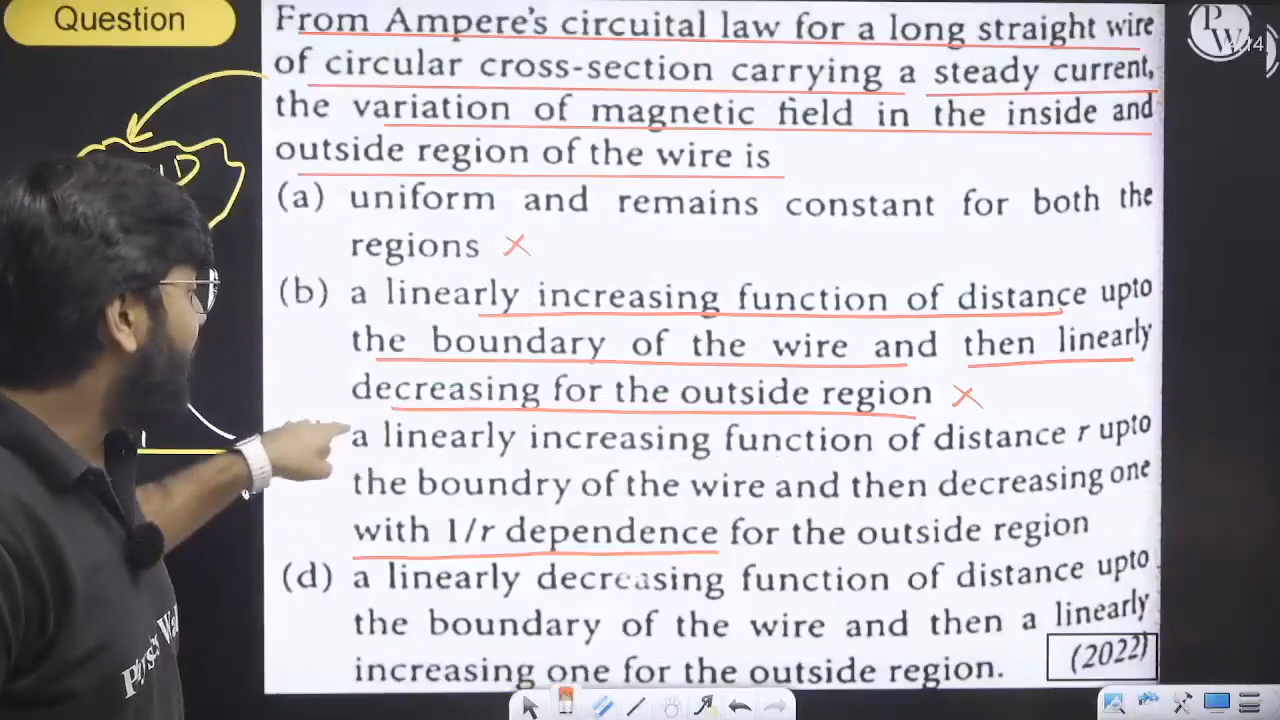 Question
From Ampere's circuital law for a long straight wire
of circular cross-section carrying a steady current,
the variation of magnetic field in the inside and
outside region of the wire is
(a) uniform and remains constant for both the
regions
(b) a linearly increasing function of distance upto
the boundary of the wire and then linearly
decreasing for the outside region
a linearly increasing function of distance r upto
the boundry of the wire and then decreasing one
with 1/r dependence for the outside region
(d) a linearly decreasing function of distance upto
the boundary of the wire and then a linearly
increasing one for the outside region.
(2022)
PW